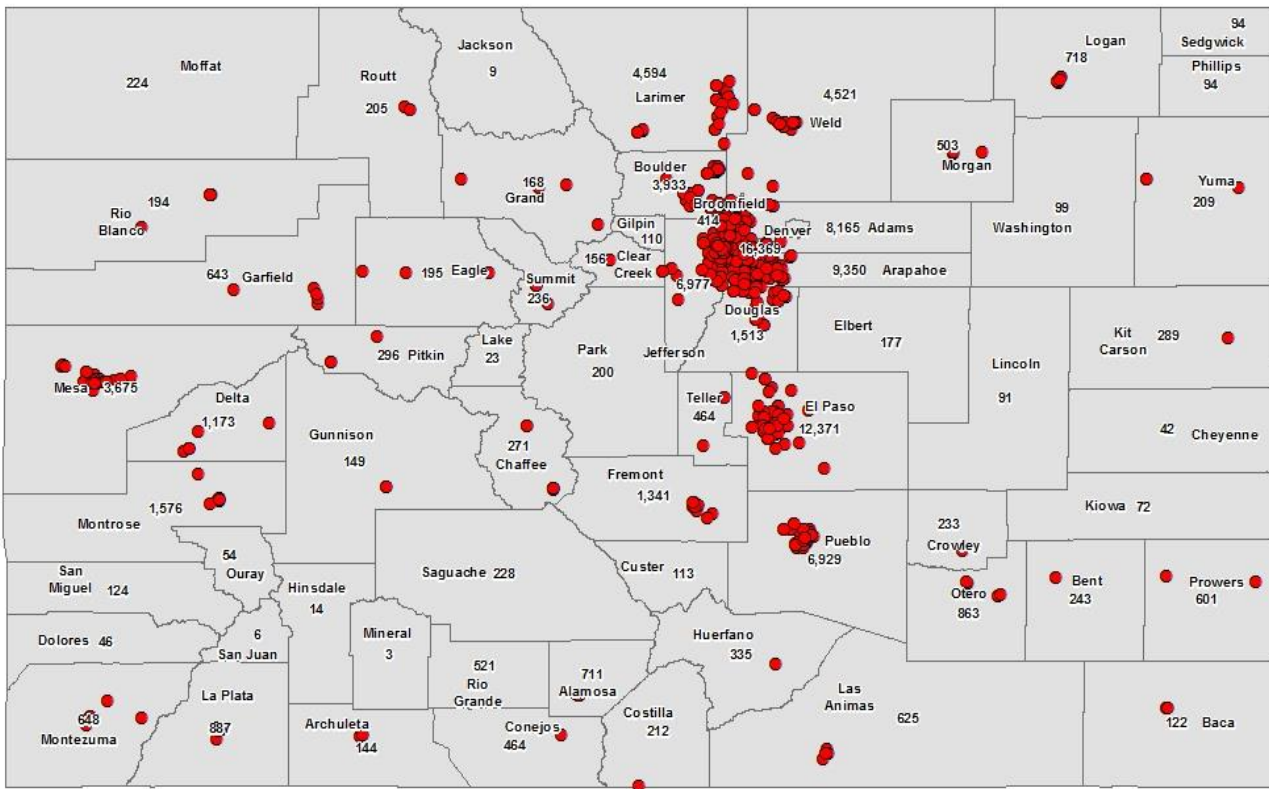 Moffat
224
Routt
205
Jackson
9
4,594
Larimer
4,521
Weld
Logan
718
94
Sedgwick
Phillips
94
503
Morgan
Yuma
209
99
Washington
194
Rio
Blanco
168
Grand
Boulder
3,933
Broomfield
414
Gilpin
110
Denver
16,369
8,165 Adams
9,350 Arapahoe
156
Clear
Creek
6,977
Jefferson
643
Garfield
195 Eagle
Summit
236
Douglas
1,513
Elbert
177
Lincoln
91
Kit
Carson
289
296 Pitkin
Lake
23
Park
200
Mesa 3,675
Delta
1,173
Gunnison
149
271
Chaffee
Teller
464
El Paso
12,371
42
Cheyenne
Fremont
1,341
1,576
Montrose
Kiowa 72
54
Ouray
Pueblo
6,929
233
Crowley
San
Miguel
124
Hinsdale
14
Saguache 228
Custer
113
Otero
863
Bent
243
Prowers
601
Dolores 46
6
San Juan
Mineral
3
521
Rio
Grande
711
Alamosa
Huerfano
335
648
Montezuma
La Plata
887
Archuleta
144
Conejos
464
Costilla
212
Las
Animas
625
122 Baca